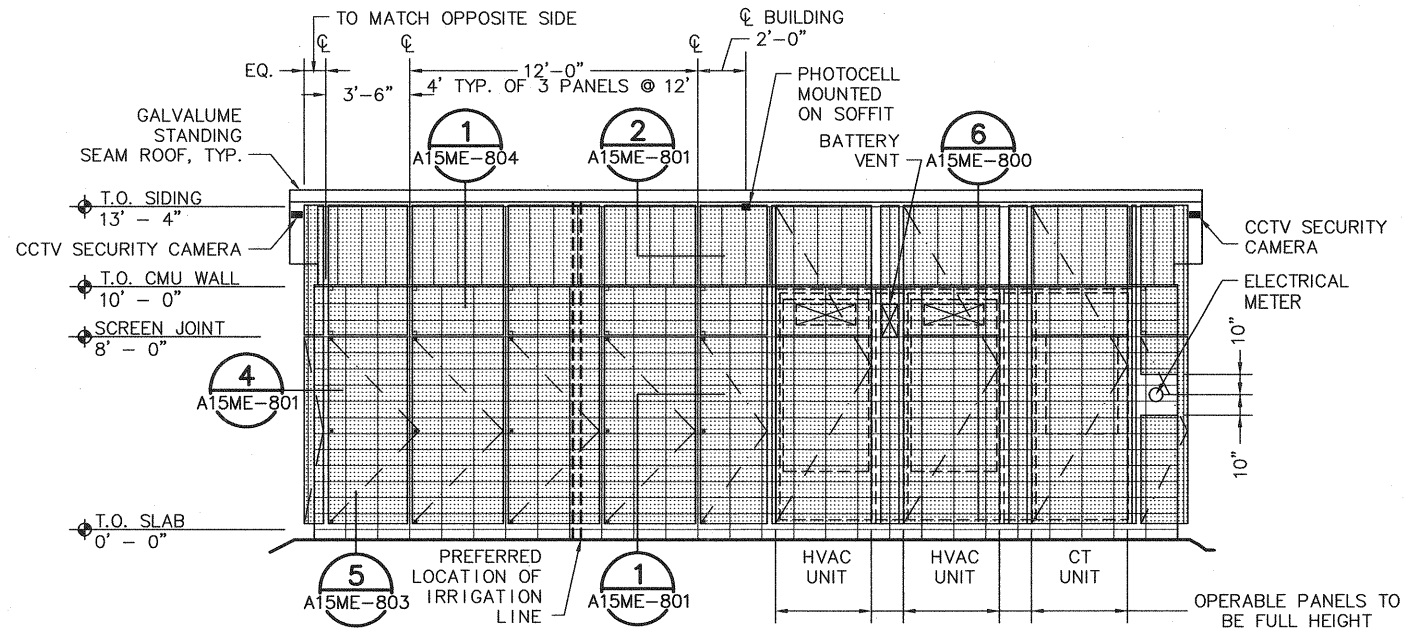 TO MATCH OPPOSITE SIDE
℄ BUILDING
2'-0"
℄
℄
℄
EQ.
12'-0"
3'-6"
4' TYP. OF 3 PANELS @ 12'
PHOTOCELL
MOUNTED
ON SOFFIT
GALVALUME
STANDING
SEAM ROOF, TYP.
1
A15ME-804
2
A15ME-801
BATTERY
VENT
6
A15ME-800
T.O. SIDING
13' - 4"
CCTV SECURITY CAMERA
CCTV SECURITY
CAMERA
T.O. CMU WALL
10' - 0"
ELECTRICAL
METER
SCREEN JOINT
8' - 0"
10"
4
A15ME-801
10"
T.O. SLAB
0' - 0"
5
A15ME-803
PREFERRED
LOCATION OF
IRRIGATION
LINE
1
A15ME-801
HVAC
UNIT
HVAC
UNIT
CT
UNIT
OPERABLE PANELS TO
BE FULL HEIGHT